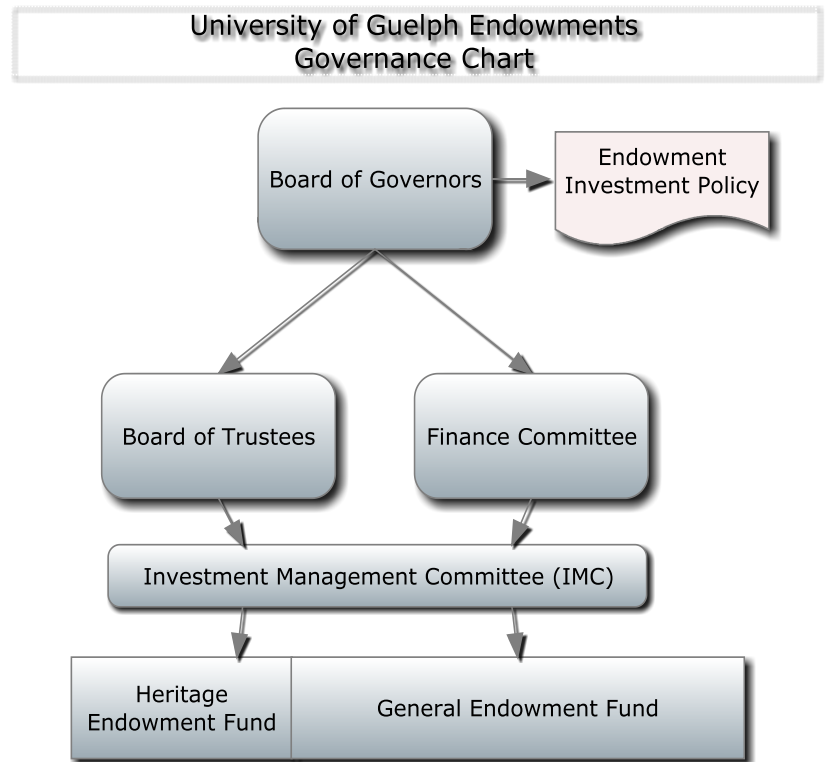 University of Guelph Endowments
Governance Chart
Board of Governors
Endowment
Investment Policy
Board of Trustees
Finance Committee
Investment Management Committee (IMC)
Heritage
Endowment Fund
General Endowment Fund